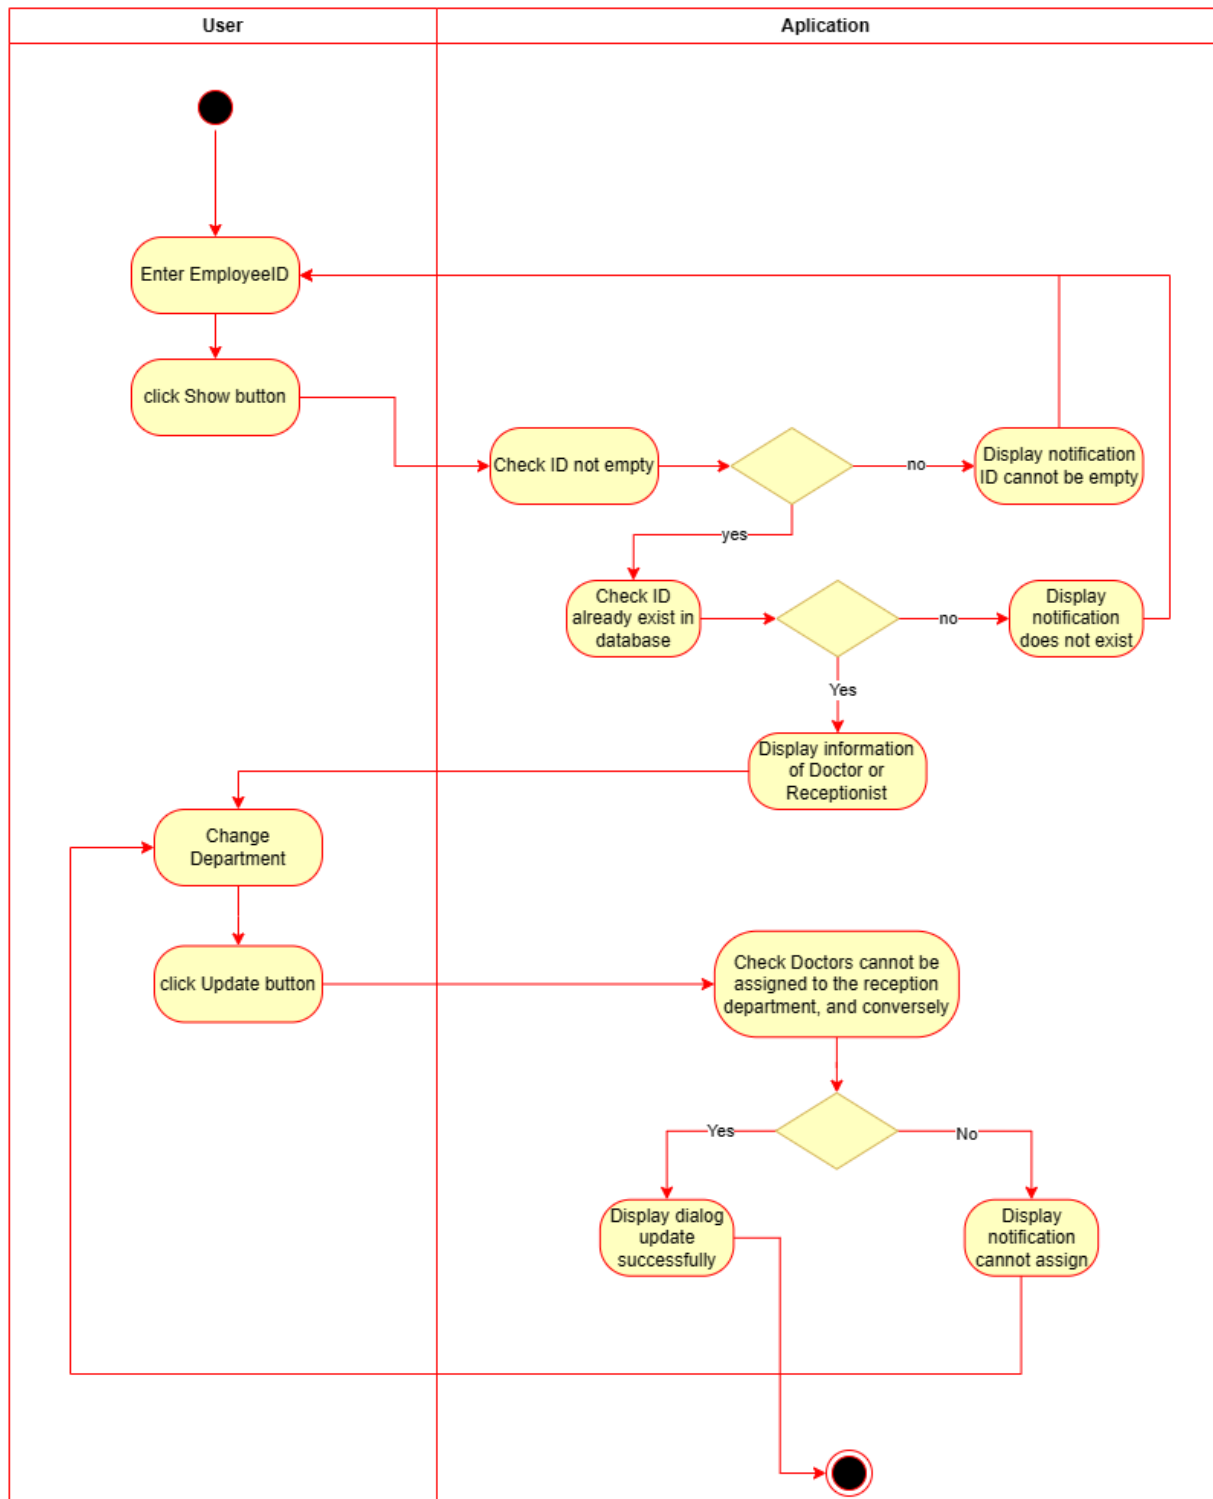 User
Aplication
Enter EmployeeID
click Show button
Check ID not empty
no
Display notification
ID cannot be empty
yes
Check ID
already exist in
database
no
Display
notification
does not exist
Yes
Display information
of Doctor or
Receptionist
Change
Department
click Update button
Check Doctors cannot be
assigned to the reception
department, and conversely
Yes
No
Display dialog
update
successfully
Display
notification
cannot assign